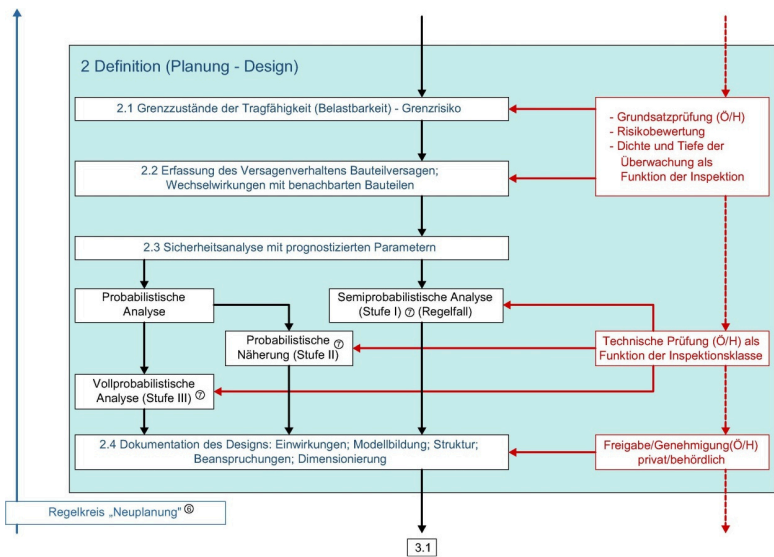 2 Definition (Planung - Design)
2.1 Grenzzustände der Tragfähigkeit (Belastbarkeit) - Grenzrisiko
- Grundsatzprüfung (Ö/H)
- Risikobewertung
- Dichte und Tiefe der
Überwachung als
Funktion der Inspektion
2.2 Erfassung des Versagenverhaltens Bauteilversagen;
Wechselwirkungen mit benachbarten Bauteilen
2.3 Sicherheitsanalyse mit prognostizierten Parametern
Probabilistische
Analyse
Semiprobabilistische Analyse
(Stufe I) ⑦ (Regelfall)
Probabilistische ⑦
Näherung (Stufe II)
Technische Prüfung (Ö/H) als
Funktion der Inspektionsklasse
Vollprobabilistische
Analyse (Stufe III) ⑦
2.4 Dokumentation des Designs: Einwirkungen; Modellbildung; Struktur;
Beanspruchungen; Dimensionierung
Freigabe/Genehmigung(Ö/H)
privat/behördlich
Regelkreis „Neuplanung" ⑥
3.1